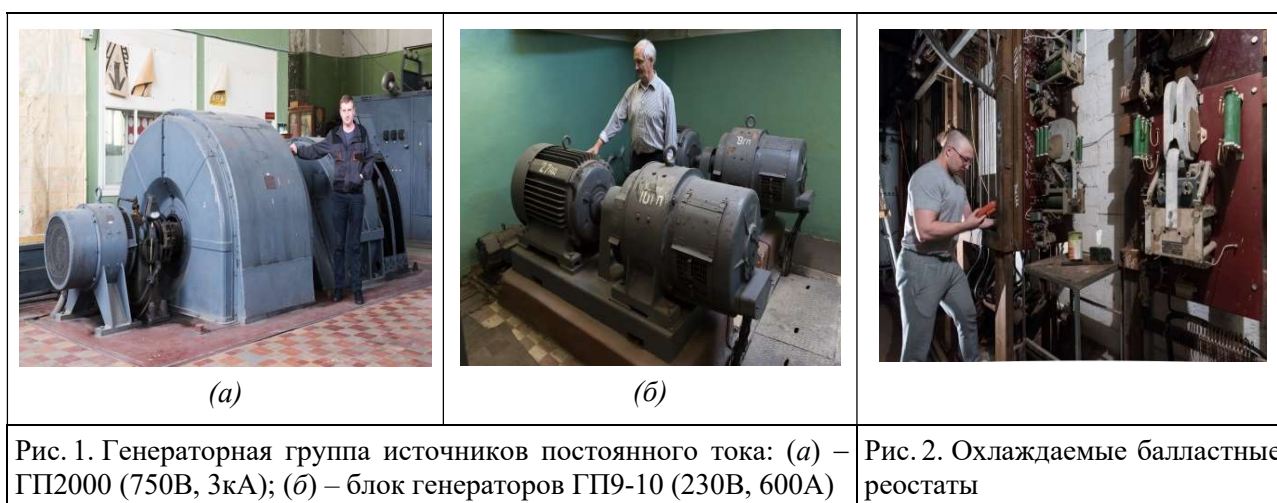 (а)
(б)
Рис. 1. Генераторная группа источников постоянного тока: (а) –
ГП2000 (750В, 3кА); (б) – блок генераторов ГП9-10 (230В, 600А)
Рис. 2. Охлаждаемые балластные
реостаты